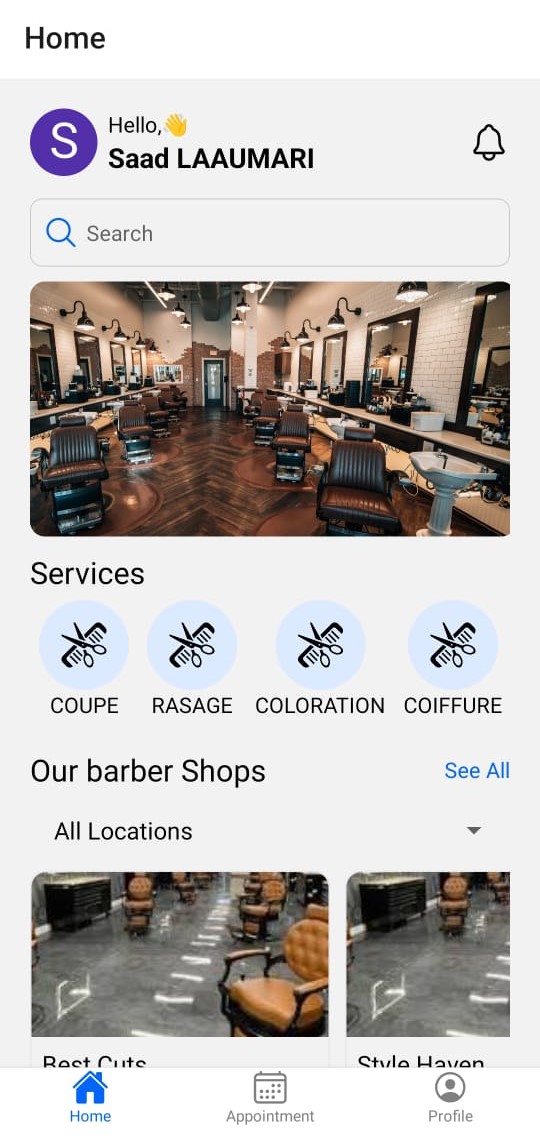 Home
S
Hello,👋
Saad LAAUMARI
Search
Services
COUPE RASAGE COLORATION COIFFURE
Our barber Shops See All
All Locations
Best Cuts Style Haven
Home Appointment Profile